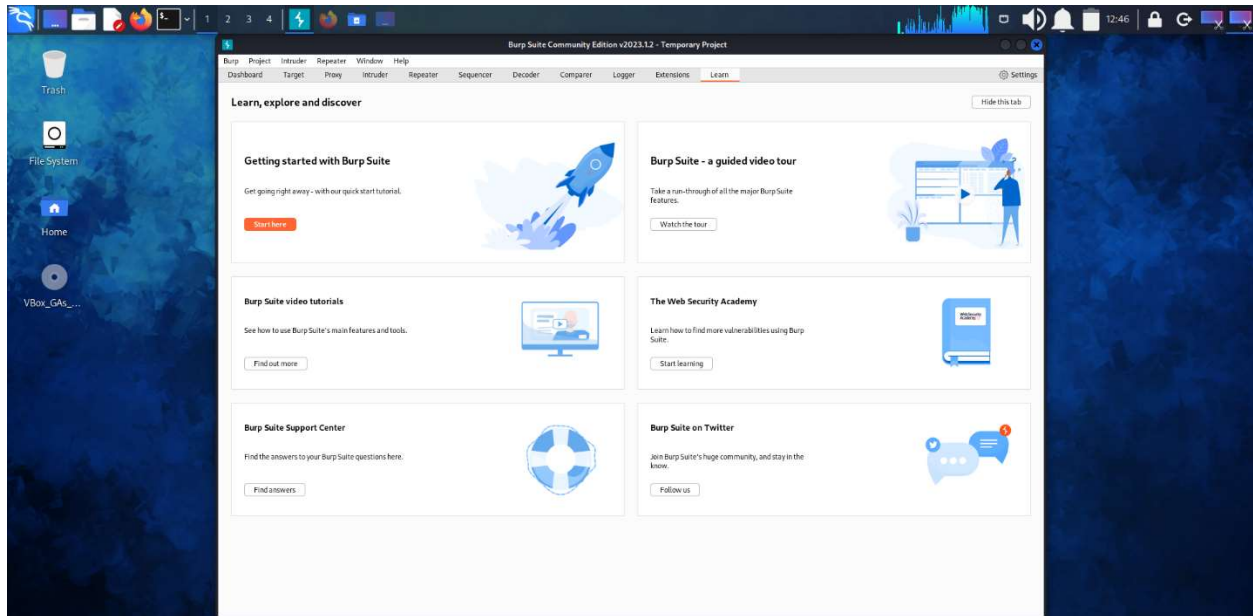 1 2 3 4
12:46
Trash
File System
Home
VBox_GAs_...
Burp Suite Community Edition v2023.1.2 - Temporary Project
Burp Project Intruder Repeater Window Help
Dashboard Target Proxy Intruder Repeater Sequencer Decoder Comparer Logger Extensions Learn Settings
Learn, explore and discover
Hide this tab
Getting started with Burp Suite
Get going right away - with our quick start tutorial.
Start here
Burp Suite - a guided video tour
Take a run-through of all the major Burp Suite
features.
Watch the tour
Burp Suite video tutorials
See how to use Burp Suite's main features and tools.
Find out more
The Web Security Academy
Learn how to find more vulnerabilities using Burp
Suite.
Start learning
WebSecurity
Academy
Burp Suite Support Center
Find the answers to your Burp Suite questions here.
Find answers
Burp Suite on Twitter
Join Burp Suite's huge community, and stay in the
know.
Follow us